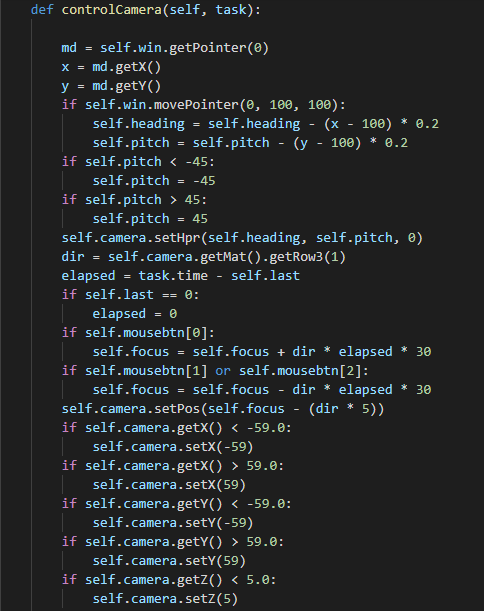 def controlCamera(self, task):
md = self.win.getPointer(0)
x = md.getX()
y = md.getY()
if self.win.movePointer(0, 100, 100):
self.heading = self.heading - (x - 100) * 0.2
self.pitch = self.pitch - (y - 100) * 0.2
if self.pitch < -45:
self.pitch = -45
if self.pitch > 45:
self.pitch = 45
self.camera.setHpr(self.heading, self.pitch, 0)
dir = self.camera.getMat().getRow3(1)
elapsed = task.time - self.last
if self.last == 0:
elapsed = 0
if self.mousebtn[0]:
self.focus = self.focus + dir * elapsed * 30
if self.mousebtn[1] or self.mousebtn[2]:
self.focus = self.focus - dir * elapsed * 30
self.camera.setPos(self.focus - (dir * 5))
if self.camera.getX() < -59.0:
self.camera.setX(-59)
if self.camera.getX() > 59.0:
self.camera.setX(59)
if self.camera.getY() < -59.0:
self.camera.setY(-59)
if self.camera.getY() > 59.0:
self.camera.setY(59)
if self.camera.getZ() < 5.0:
self.camera.setZ(5)